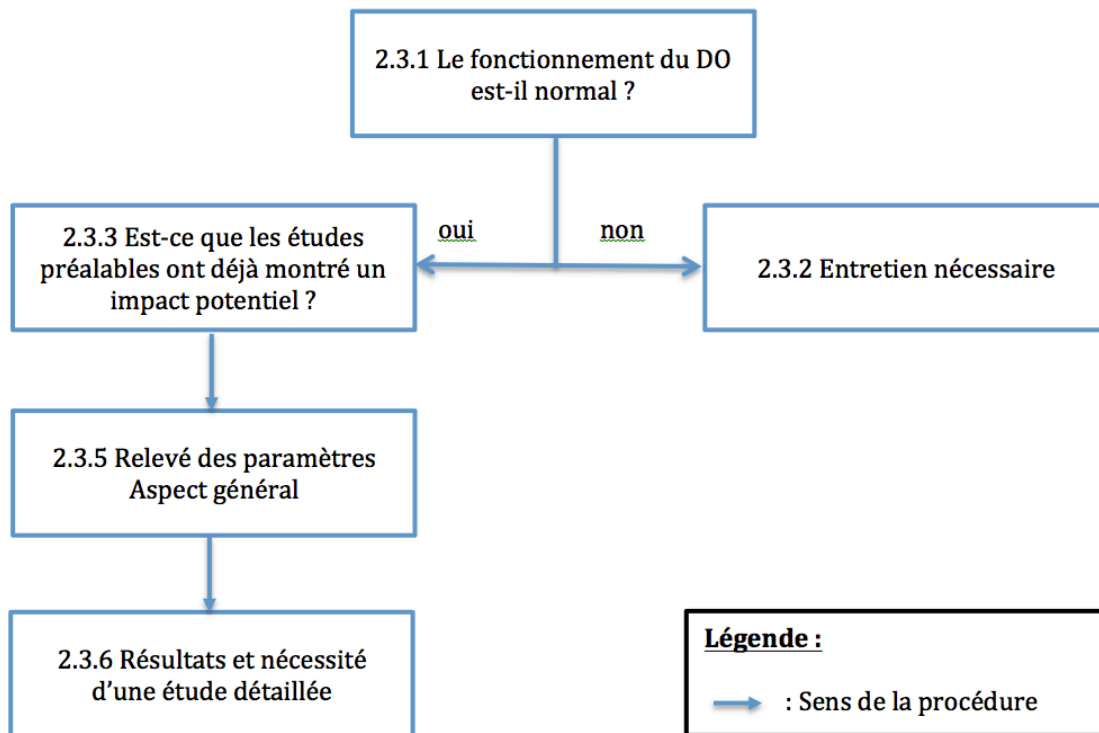 2.3.1 Le fonctionnement du DO
est-il normal ?
oui
non
2.3.3 Est-ce que les études
préalables ont déjà montré un
impact potentiel ?
2.3.2 Entretien nécessaire
2.3.5 Relevé des paramètres
Aspect général
2.3.6 Résultats et nécessité
d'une étude détaillée
Légende :
: Sens de la procédure